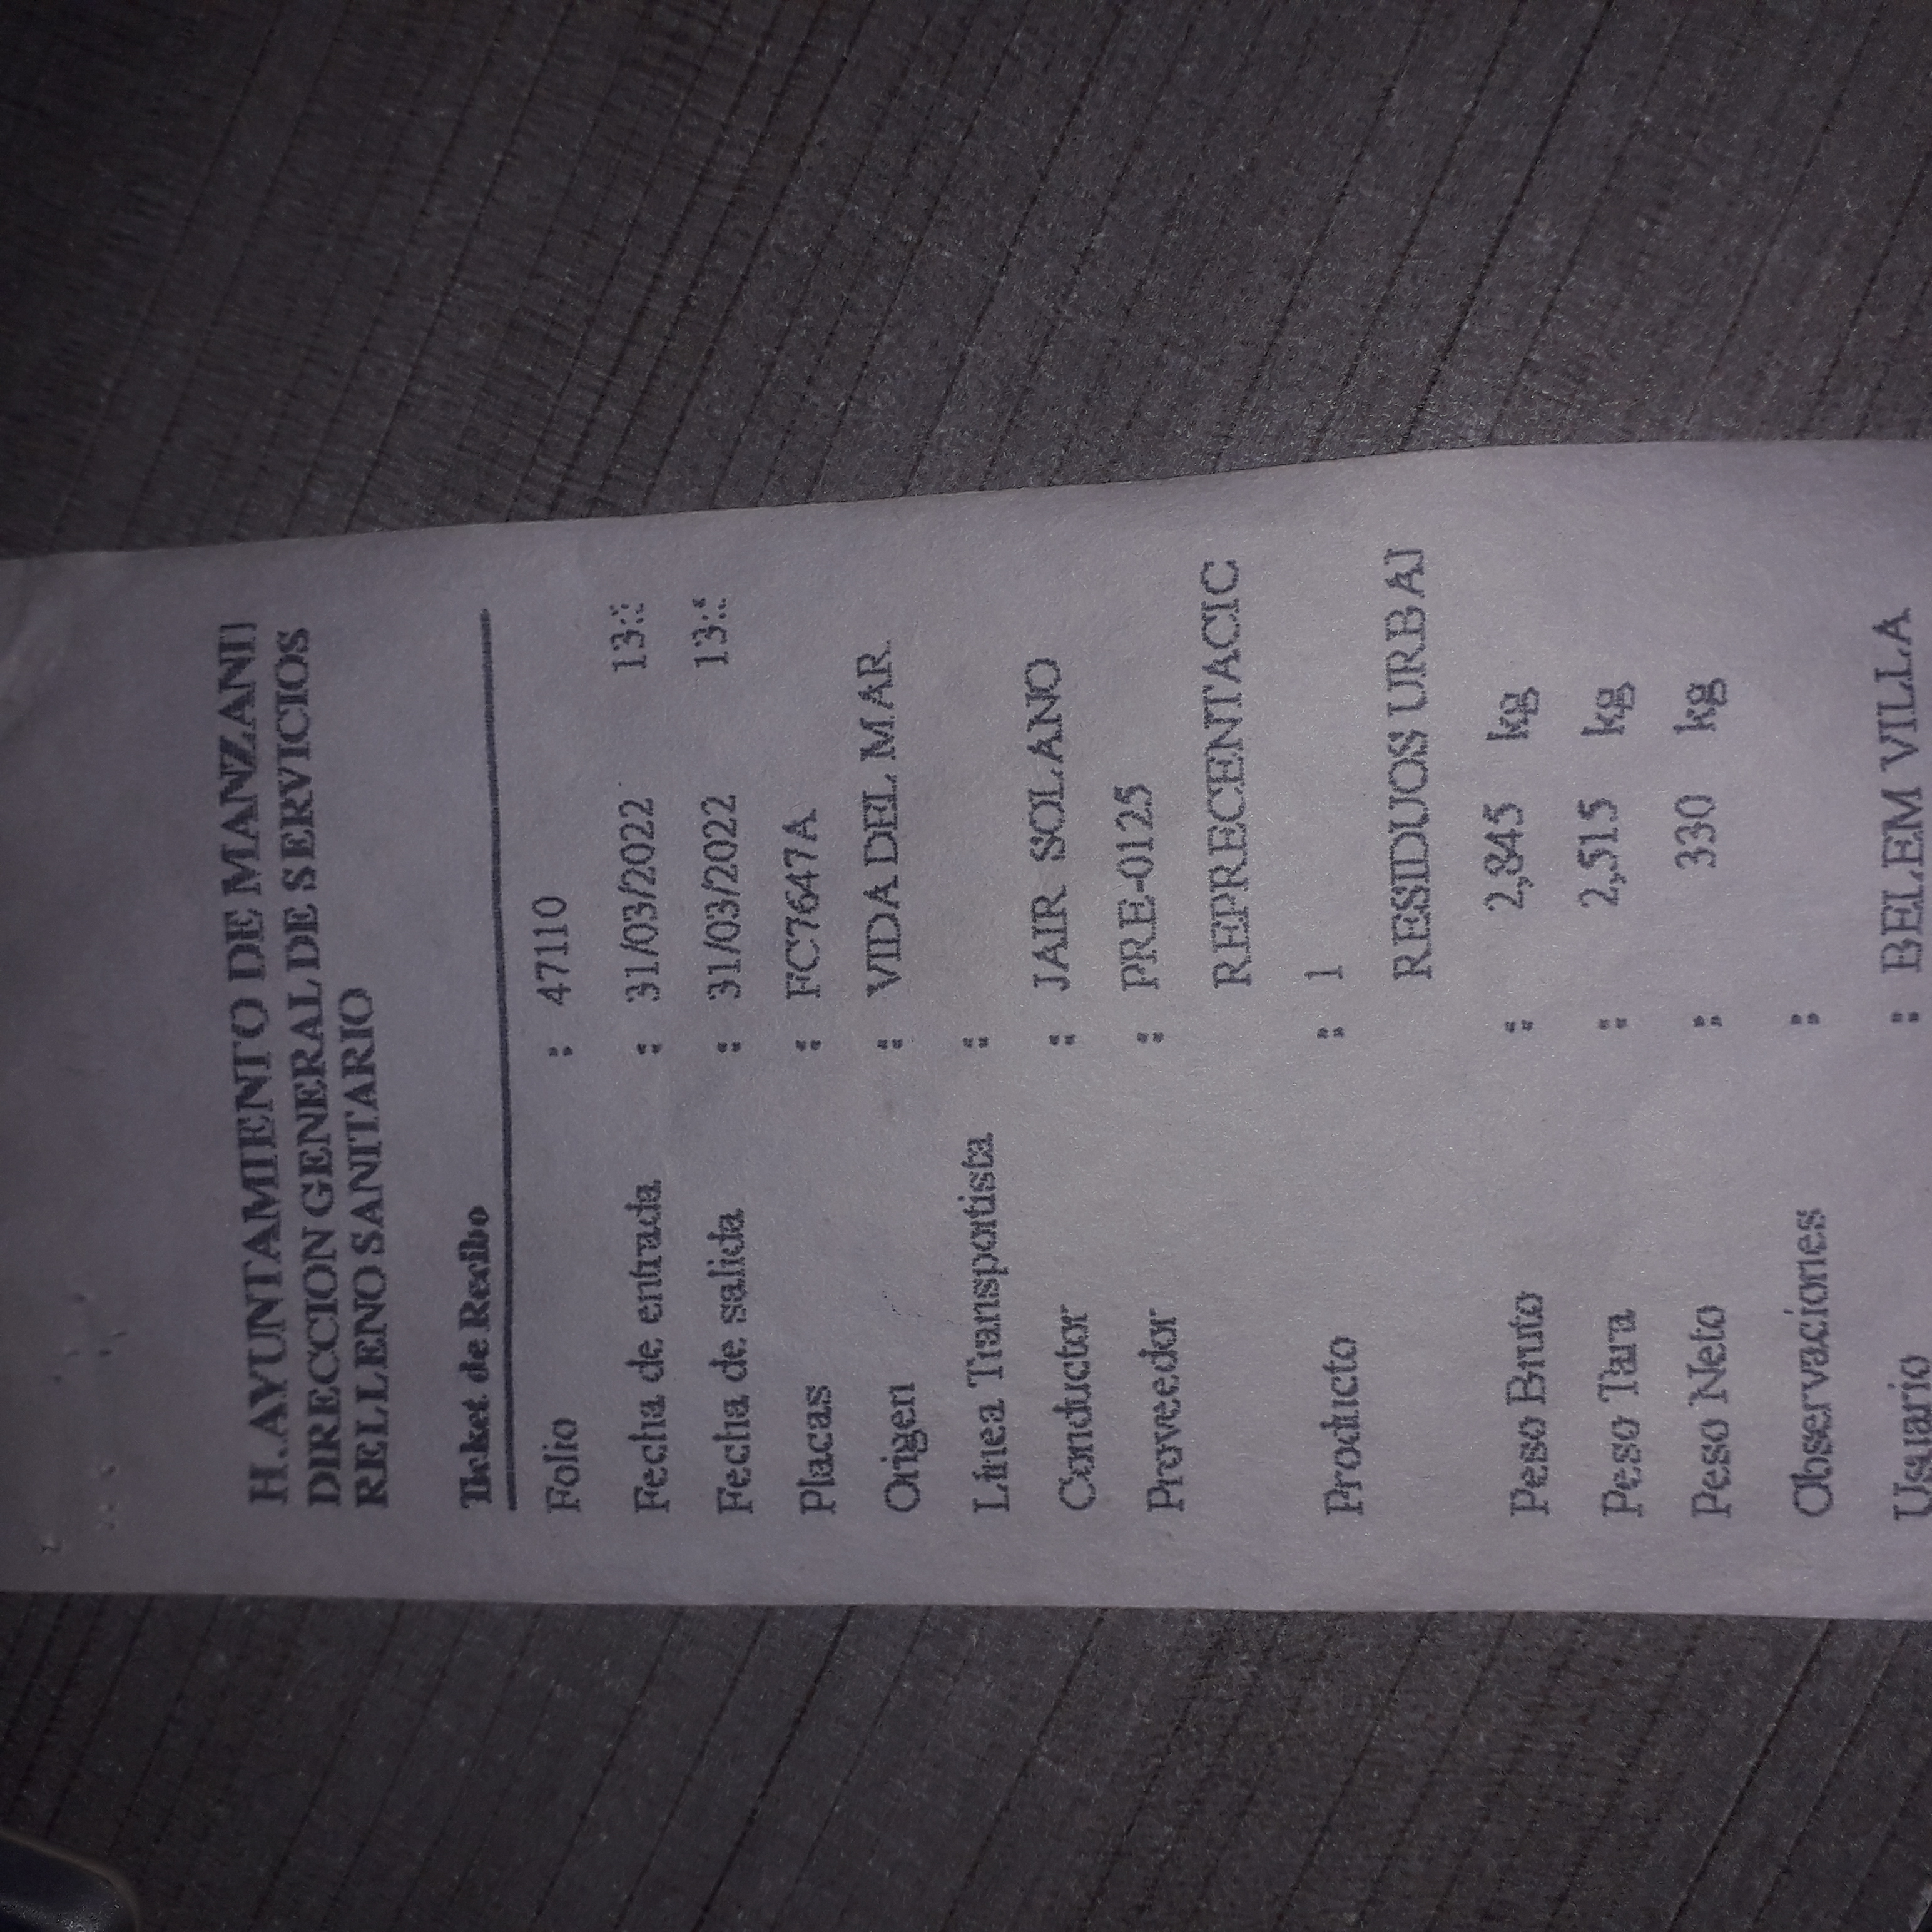 H. AYUNTAMIENTO DE MANZANI
DIRECCION GENERAL DE SERVICIOS
RELLENO SANITARIO
Ticket de Recibo
Folio : 47110
Fecha de entrada : 31/03/2022 13:
Fecha de salida : 31/03/2022 13:
Placas : FC7647A
Origen : VIDA DEL MAR
Línea Transportista :
Conductor : JAIR SOLANO
Proveedor : PRE-0125
REPRECENTACIC
Producto : 1
RESIDUOS URBAI
Peso Bruto : 2,845 kg
Peso Tara : 2,515 kg
Peso Neto : 330 kg
Observaciones :
Usuario : BELEM VILLA